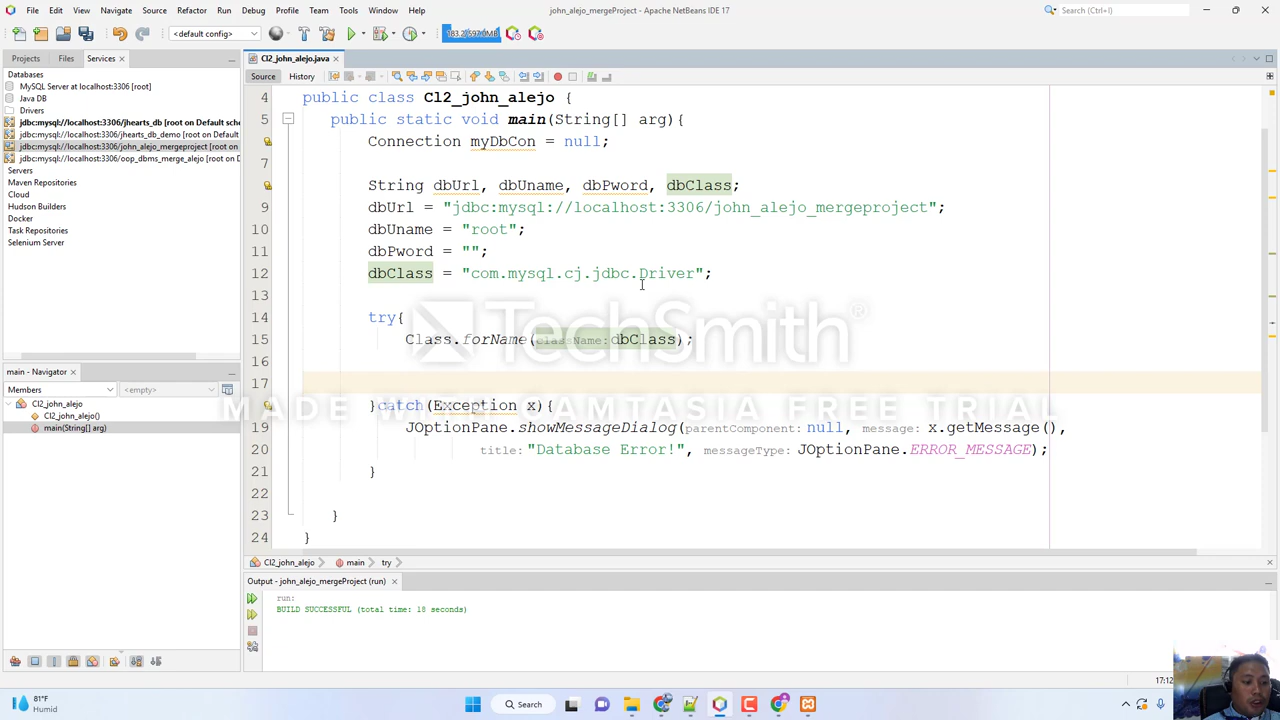 john_alejo_mergeProject - Apache NetBeans IDE 17
File Edit View Navigate Source Refactor Run Debug Profile Team Tools Window Help
Search (Ctrl+I)
<default config>
Projects Files Services
Cl2_john_alejo.java
Source History
Databases
MySQL Server at localhost:3306 [root]
Java DB
Drivers
jdbc:mysql://localhost:3306/jhearts_db [root on Default sche
jdbc:mysql://localhost:3306/jhearts_db_demo [root on Default
jdbc:mysql://localhost:3306/john_alejo_mergeproject [root on
jdbc:mysql://localhost:3306/oop_dbms_merge_alejo [root on De
Servers
Maven Repositories
Cloud
Hudson Builders
Docker
Task Repositories
Selenium Server
4 public class Cl2_john_alejo {
5 public static void main(String[] arg){
Connection myDbCon = null;
7
String dbUrl, dbUname, dbPword, dbClass;
9 dbUrl = "jdbc:mysql://localhost:3306/john_alejo_mergeproject";
10 dbUname = "root";
11 dbPword = "";
12 dbClass = "com.mysql.cj.jdbc.Driver";
13
14 try{
15 Class.forName(className:dbClass);
16
17
}catch(Exception x){
19 JOptionPane.showMessageDialog(parentComponent:null, message: x.getMessage(),
20 title:"Database Error!", messageType:JOptionPane.ERROR_MESSAGE);
21 }
22
23 }
24 }
TechSmith®
MADE WITH CAMTASIA FREE TRIAL
main - Navigator
Members <empty>
Cl2_john_alejo
Cl2_john_alejo()
main(String[] arg)
Cl2_john_alejo main try
Output - john_alejo_mergeProject (run)
run:
BUILD SUCCESSFUL (total time: 18 seconds)
17:12
81°F
Humid
Search